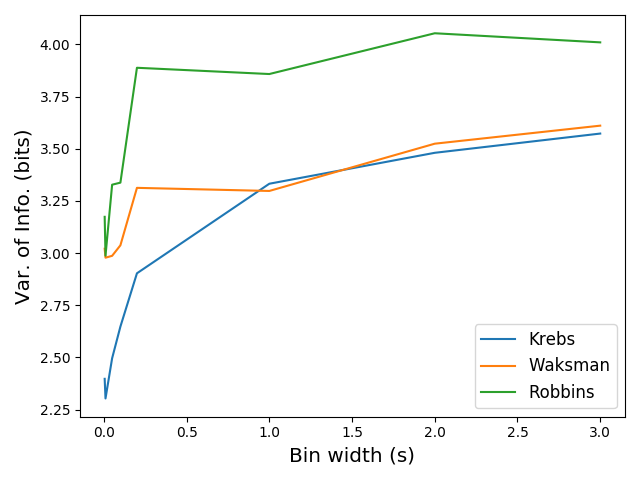 4.00
3.75
3.50
3.25
3.00
2.75
2.50
2.25
Var. of Info. (bits)
Krebs
Waksman
Robbins
0.0 0.5 1.0 1.5 2.0 2.5 3.0
Bin width (s)